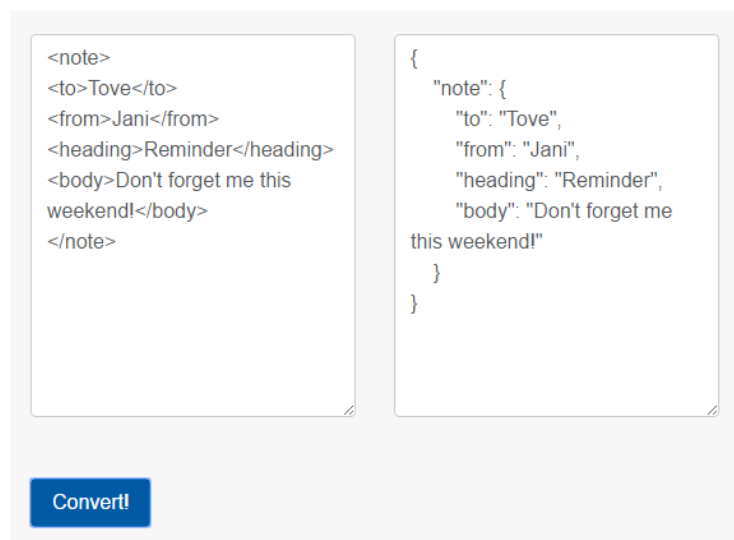 <note>
<to>Tove</to>
<from>Jani</from>
<heading>Reminder</heading>
<body>Don't forget me this
weekend!</body>
</note>
{
"note": {
"to": "Tove",
"from": "Jani",
"heading": "Reminder",
"body": "Don't forget me
this weekend!"
}
}
Convert!